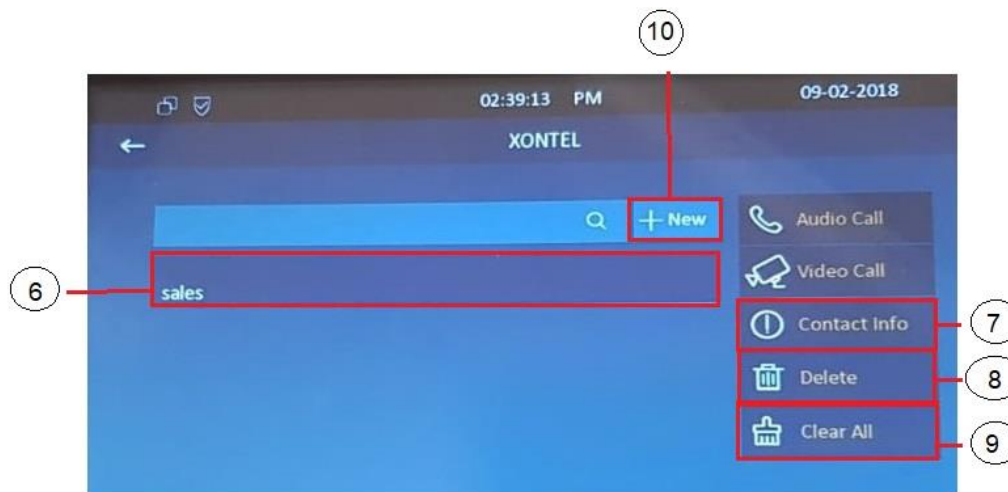 10
02:39:13 PM 09-02-2018
XONTEL
New Audio Call
Video Call
6 sales
Contact Info 7
Delete 8
Clear All 9